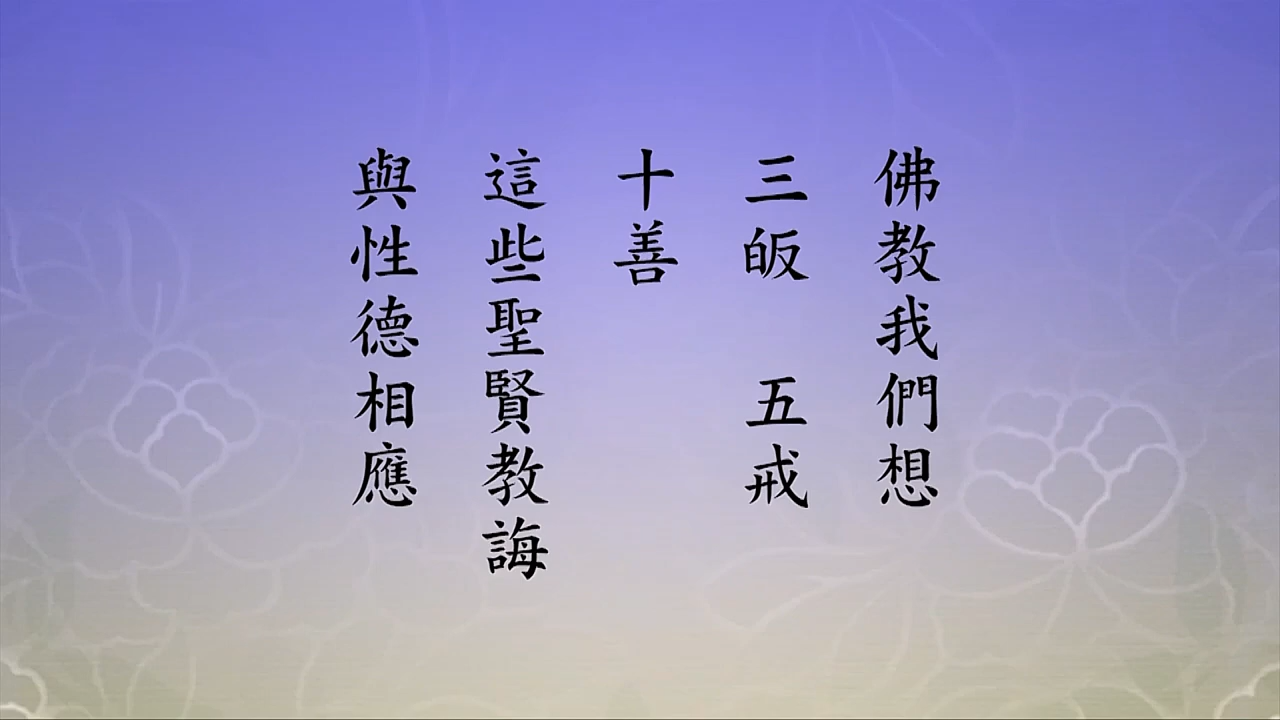 佛教我們想
三皈　五戒
十善
這些聖賢教誨
與性德相應